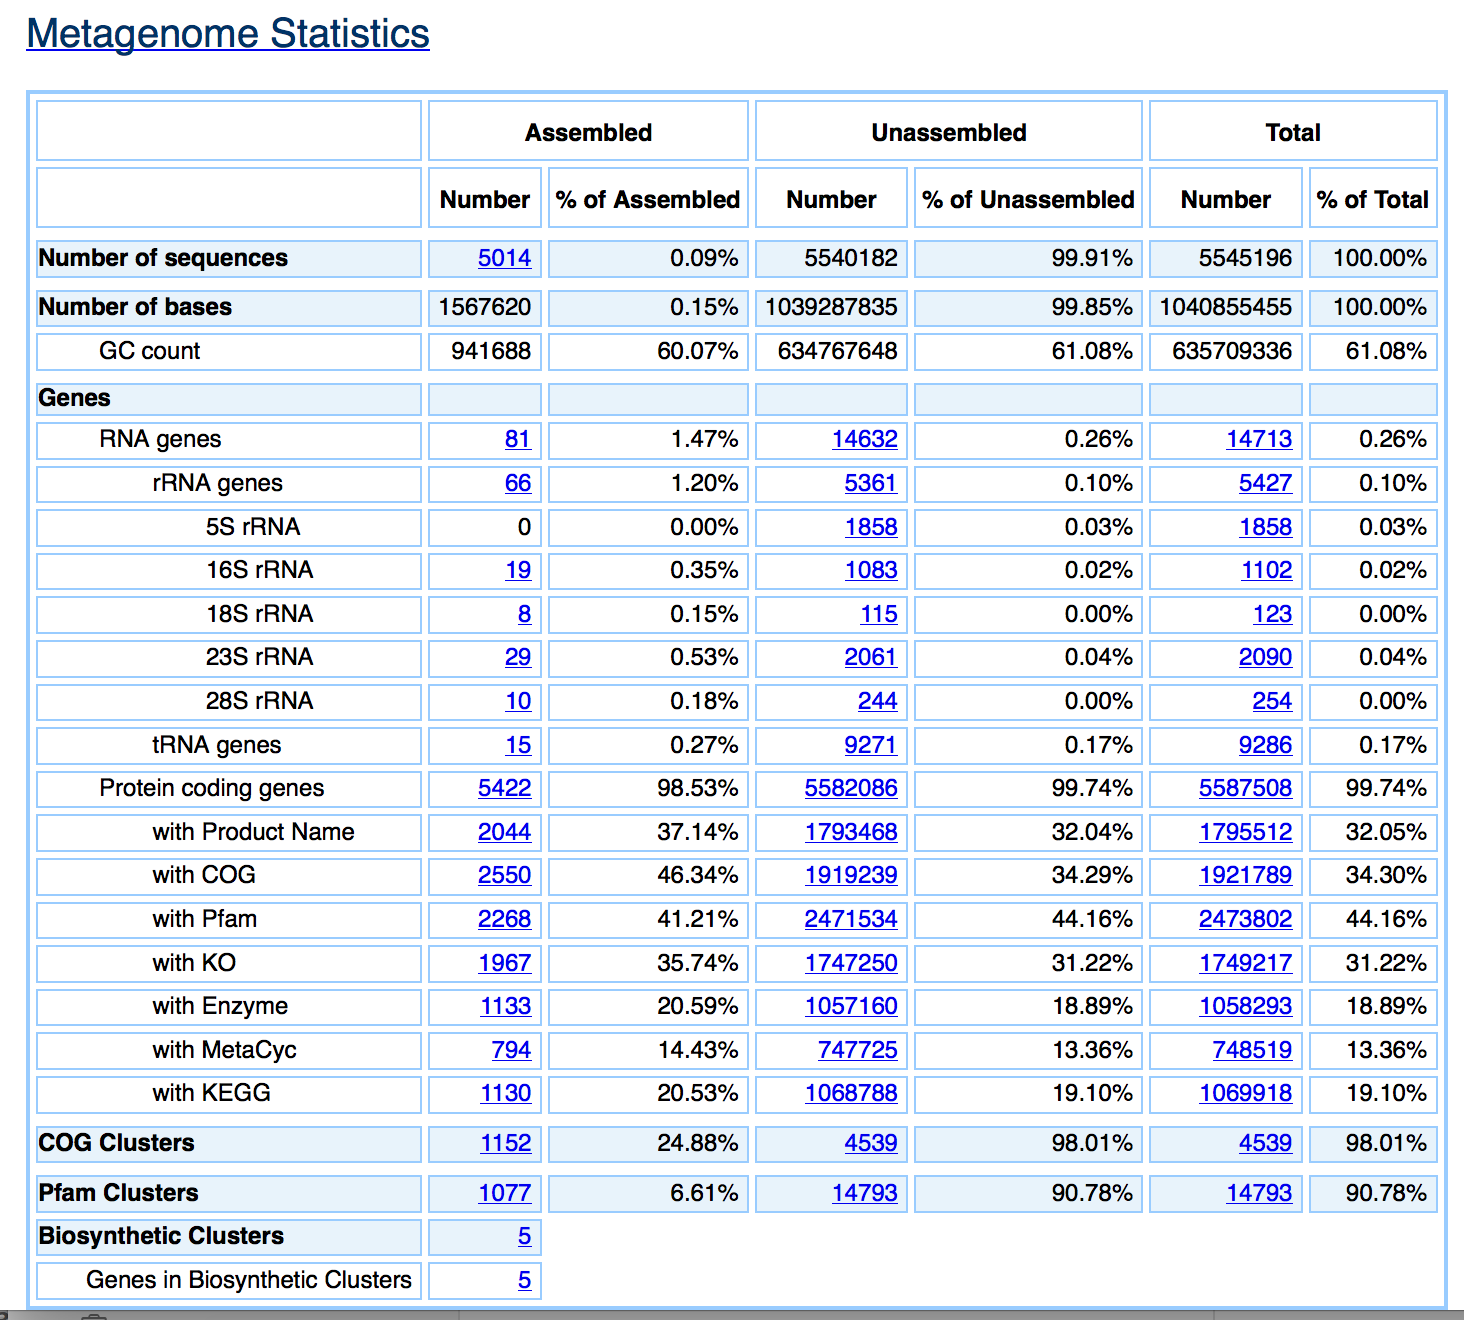 Metagenome Statistics
Assembled Unassembled Total
Number % of Assembled Number % of Unassembled Number % of Total
Number of sequences 5014 0.09% 5540182 99.91% 5545196 100.00%
Number of bases 1567620 0.15% 1039287835 99.85% 1040855455 100.00%
GC count 941688 60.07% 634767648 61.08% 635709336 61.08%
Genes
RNA genes 81 1.47% 14632 0.26% 14713 0.26%
rRNA genes 66 1.20% 5361 0.10% 5427 0.10%
5S rRNA 0 0.00% 1858 0.03% 1858 0.03%
16S rRNA 19 0.35% 1083 0.02% 1102 0.02%
18S rRNA 8 0.15% 115 0.00% 123 0.00%
23S rRNA 29 0.53% 2061 0.04% 2090 0.04%
28S rRNA 10 0.18% 244 0.00% 254 0.00%
tRNA genes 15 0.27% 9271 0.17% 9286 0.17%
Protein coding genes 5422 98.53% 5582086 99.74% 5587508 99.74%
with Product Name 2044 37.14% 1793468 32.04% 1795512 32.05%
with COG 2550 46.34% 1919239 34.29% 1921789 34.30%
with Pfam 2268 41.21% 2471534 44.16% 2473802 44.16%
with KO 1967 35.74% 1747250 31.22% 1749217 31.22%
with Enzyme 1133 20.59% 1057160 18.89% 1058293 18.89%
with MetaCyc 794 14.43% 747725 13.36% 748519 13.36%
with KEGG 1130 20.53% 1068788 19.10% 1069918 19.10%
COG Clusters 1152 24.88% 4539 98.01% 4539 98.01%
Pfam Clusters 1077 6.61% 14793 90.78% 14793 90.78%
Biosynthetic Clusters 5
Genes in Biosynthetic Clusters 5